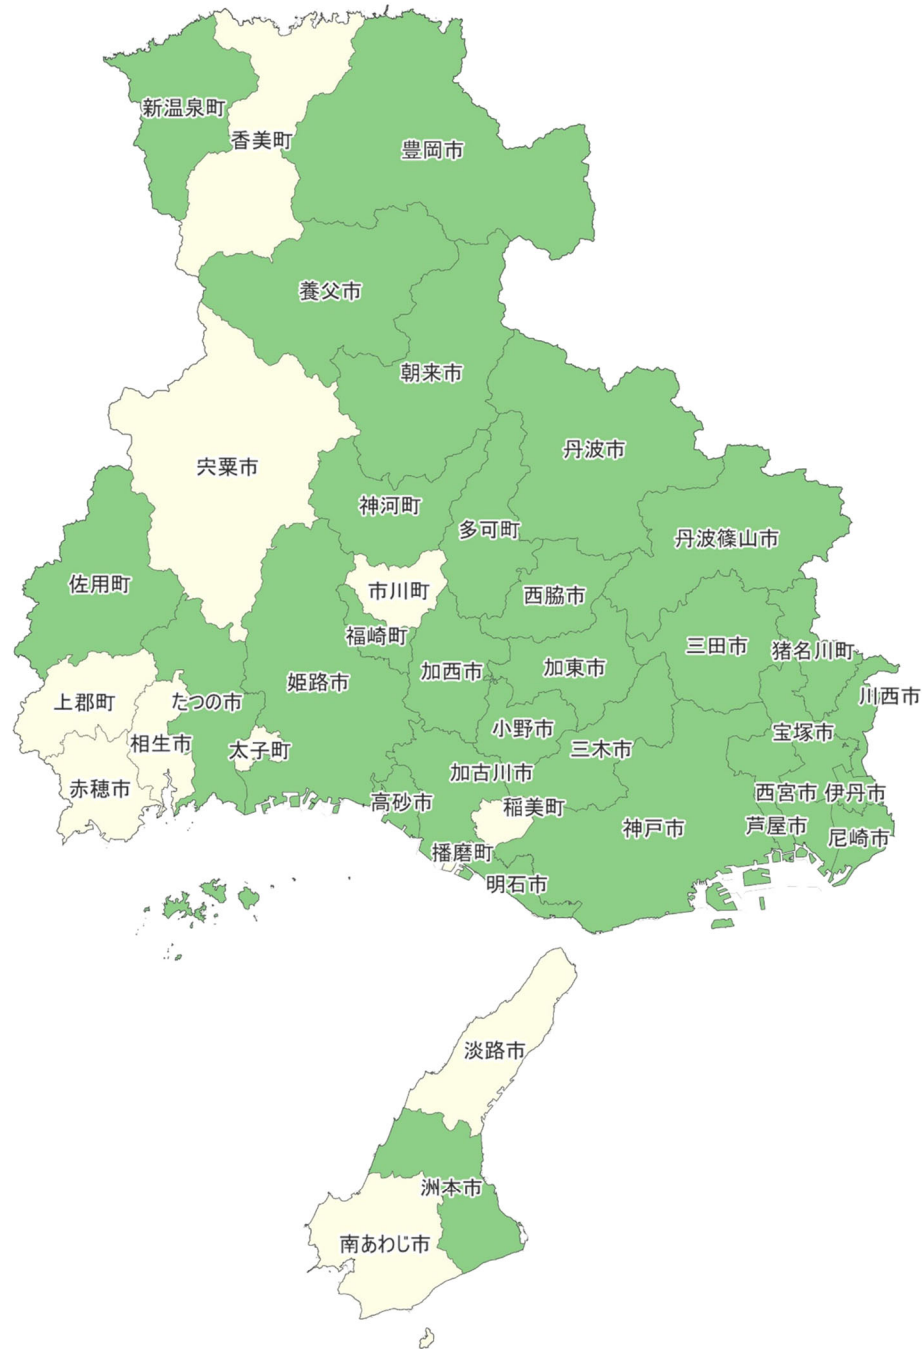 新温泉町
香美町
豊岡市
養父市
朝来市
丹波市
宍粟市
神河町
多可町
丹波篠山市
佐用町
市川町
西脇市
福崎町
三田市
猪名川町
加西市
加東市
姫路市
川西市
上郡町
たつの市
小野市
宝塚市
相生市
太子町
三木市
加古川市
赤穂市
西宮市
伊丹市
高砂市
稲美町
神戸市
芦屋市
尼崎市
播磨町
明石市
淡路市
洲本市
南あわじ市